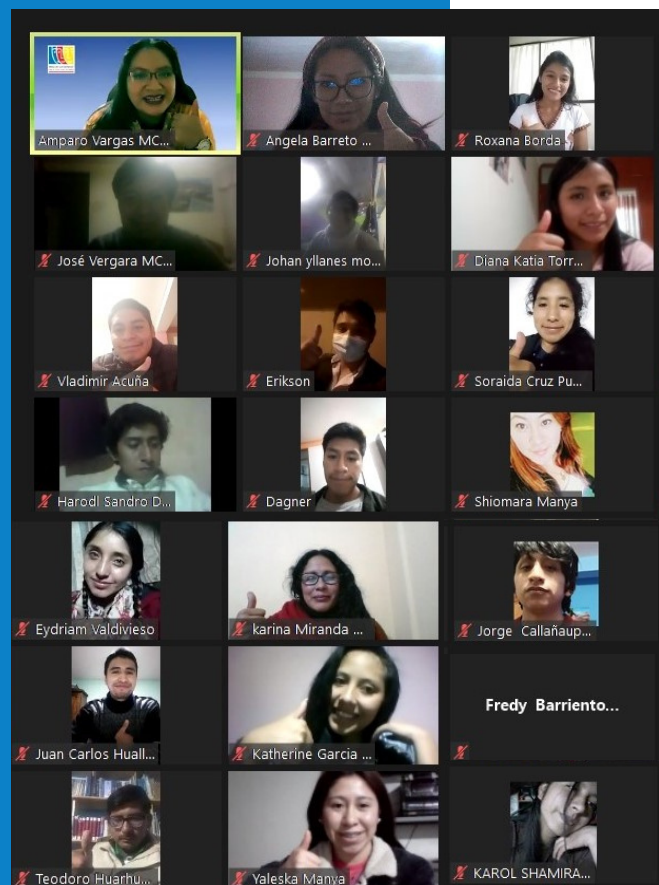 Amparo Vargas MC...
Angela Barreto ...
Roxana Borda
José Vergara MC...
Johan yllanes mo...
Diana Katia Torr...
Vladimir Acuña
Erikson
Soraida Cruz Pu...
Harodl Sandro D...
Dagner
Shiomara Manya
Eydriam Valdivieso
karina Miranda ...
Jorge Callañaup...
Juan Carlos Huall...
Katherine Garcia ...
Fredy Barriento...
Teodoro Huarhu...
Yaleska Manya
KAROL SHAMIRA...